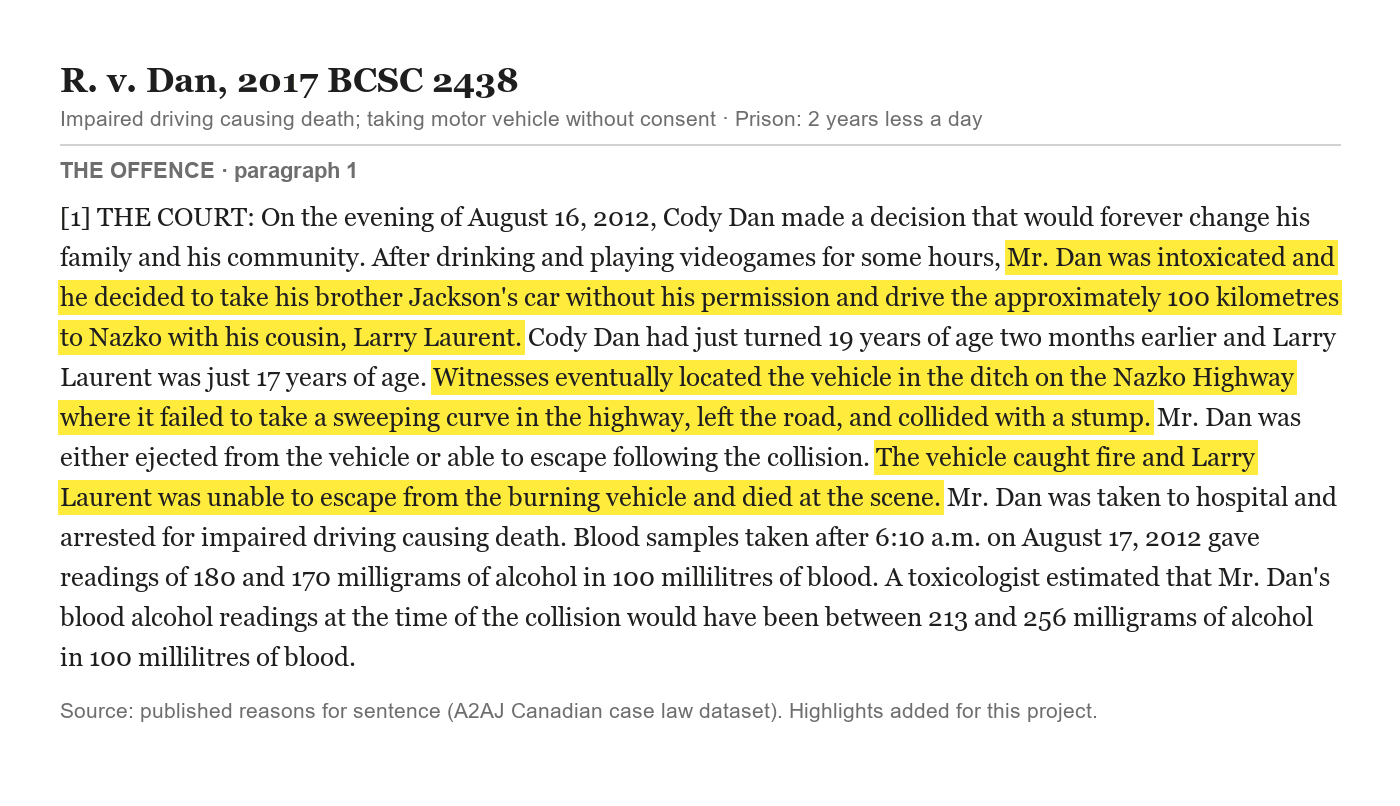 R. v. Dan, 2017 BCSC 2438
Impaired driving causing death; taking motor vehicle without consent · Prison: 2 years less a day
THE OFFENCE · paragraph 1
[1] THE COURT: On the evening of August 16, 2012, Cody Dan made a decision that would forever change his
family and his community. After drinking and playing videogames for some hours, Mr. Dan was intoxicated and
he decided to take his brother Jackson's car without his permission and drive the approximately 100 kilometres
to Nazko with his cousin, Larry Laurent. Cody Dan had just turned 19 years of age two months earlier and Larry
Laurent was just 17 years of age. Witnesses eventually located the vehicle in the ditch on the Nazko Highway
where it failed to take a sweeping curve in the highway, left the road, and collided with a stump. Mr. Dan was
either ejected from the vehicle or able to escape following the collision. The vehicle caught fire and Larry
Laurent was unable to escape from the burning vehicle and died at the scene. Mr. Dan was taken to hospital and
arrested for impaired driving causing death. Blood samples taken after 6:10 a.m. on August 17, 2012 gave
readings of 180 and 170 milligrams of alcohol in 100 millilitres of blood. A toxicologist estimated that Mr. Dan's
blood alcohol readings at the time of the collision would have been between 213 and 256 milligrams of alcohol
in 100 millilitres of blood.
Source: published reasons for sentence (A2AJ Canadian case law dataset). Highlights added for this project.